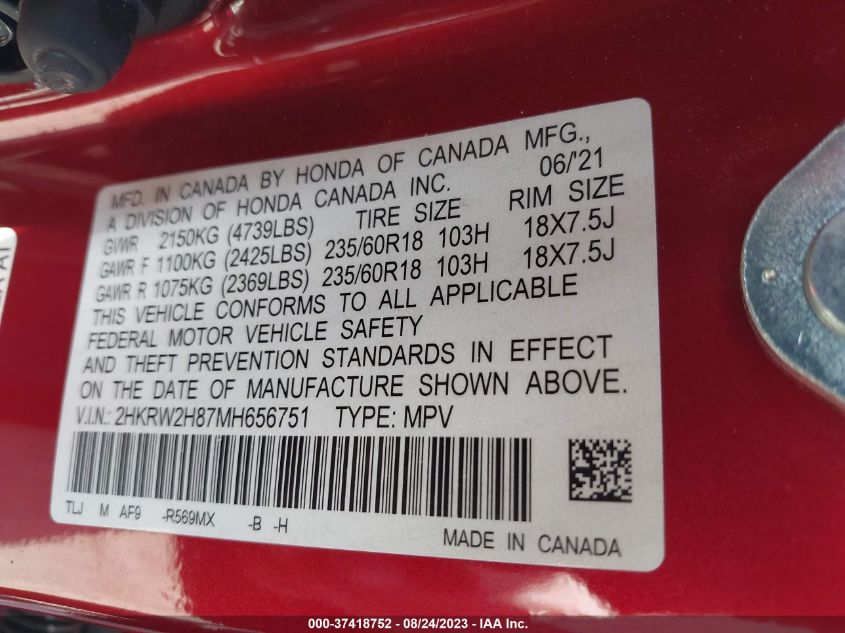 MFD. IN CANADA BY HONDA OF CANADA MFG.,
A DIVISION OF HONDA CANADA INC. 06/'21
GVWR 2150KG (4739LBS) TIRE SIZE RIM SIZE
GAWR F 1100KG (2425LBS) 235/60R18 103H 18X7.5J
GAWR R 1075KG (2369LBS) 235/60R18 103H 18X7.5J
THIS VEHICLE CONFORMS TO ALL APPLICABLE
FEDERAL MOTOR VEHICLE SAFETY
AND THEFT PREVENTION STANDARDS IN EFFECT
ON THE DATE OF MANUFACTURE SHOWN ABOVE.
V.I.N.: 2HKRW2H87MH656751 TYPE: MPV
TLJ M AF9 -R569MX -B -H
MADE IN CANADA
000-37418752 - 08/24/2023 - IAA Inc.